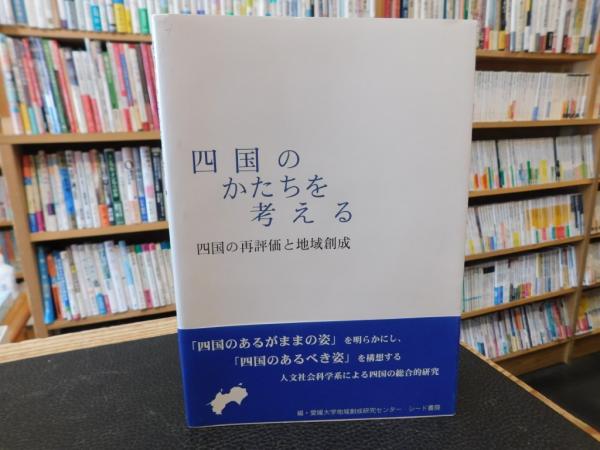 四国の
かたちを
考える
四国の再評価と地域創成
「四国のあるがままの姿」を明らかにし、
「四国のあるべき姿」を構想する
人文社会科学系による四国の総合的研究
編・愛媛大学地域創成研究センター シード書房